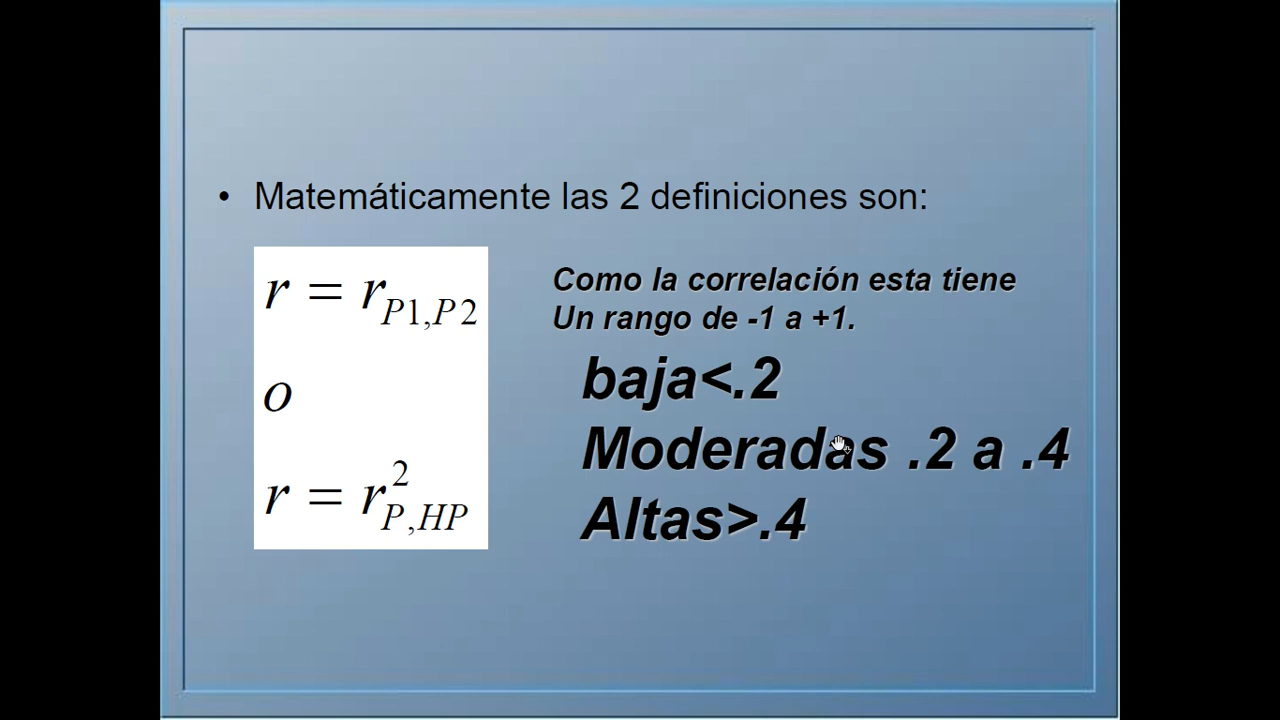 • Matemáticamente las 2 definiciones son:
r = r_{P1,P2}
o
r = r^2_{P,HP}
Como la correlación esta tiene
Un rango de -1 a +1.
baja<.2
Moderadas .2 a .4
Altas>.4